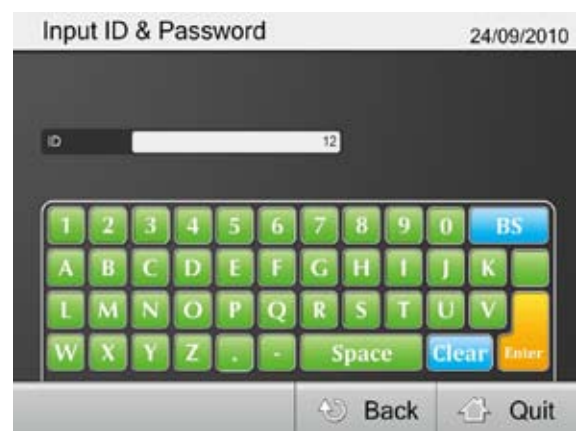 Input ID & Password 24/09/2010
ID 12
1 2 3 4 5 6 7 8 9 0 BS
A B C D E F G H I J K
L M N O P Q R S T U V
W X Y Z . - Space Clear Enter
Back Quit